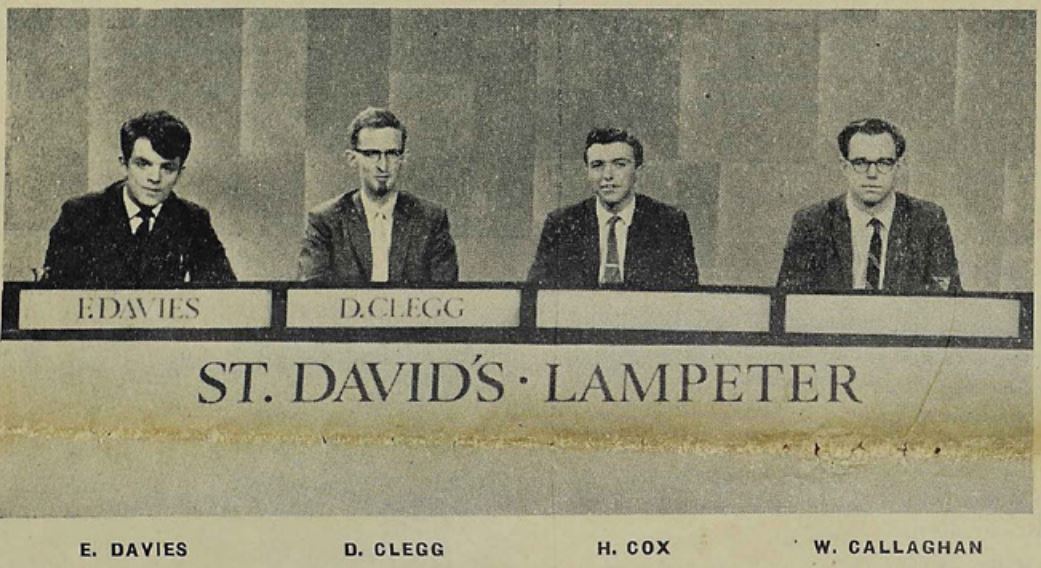 E. DAVIES D. CLEGG
ST. DAVID'S · LAMPETER
E. DAVIES D. CLEGG H. COX W. CALLAGHAN